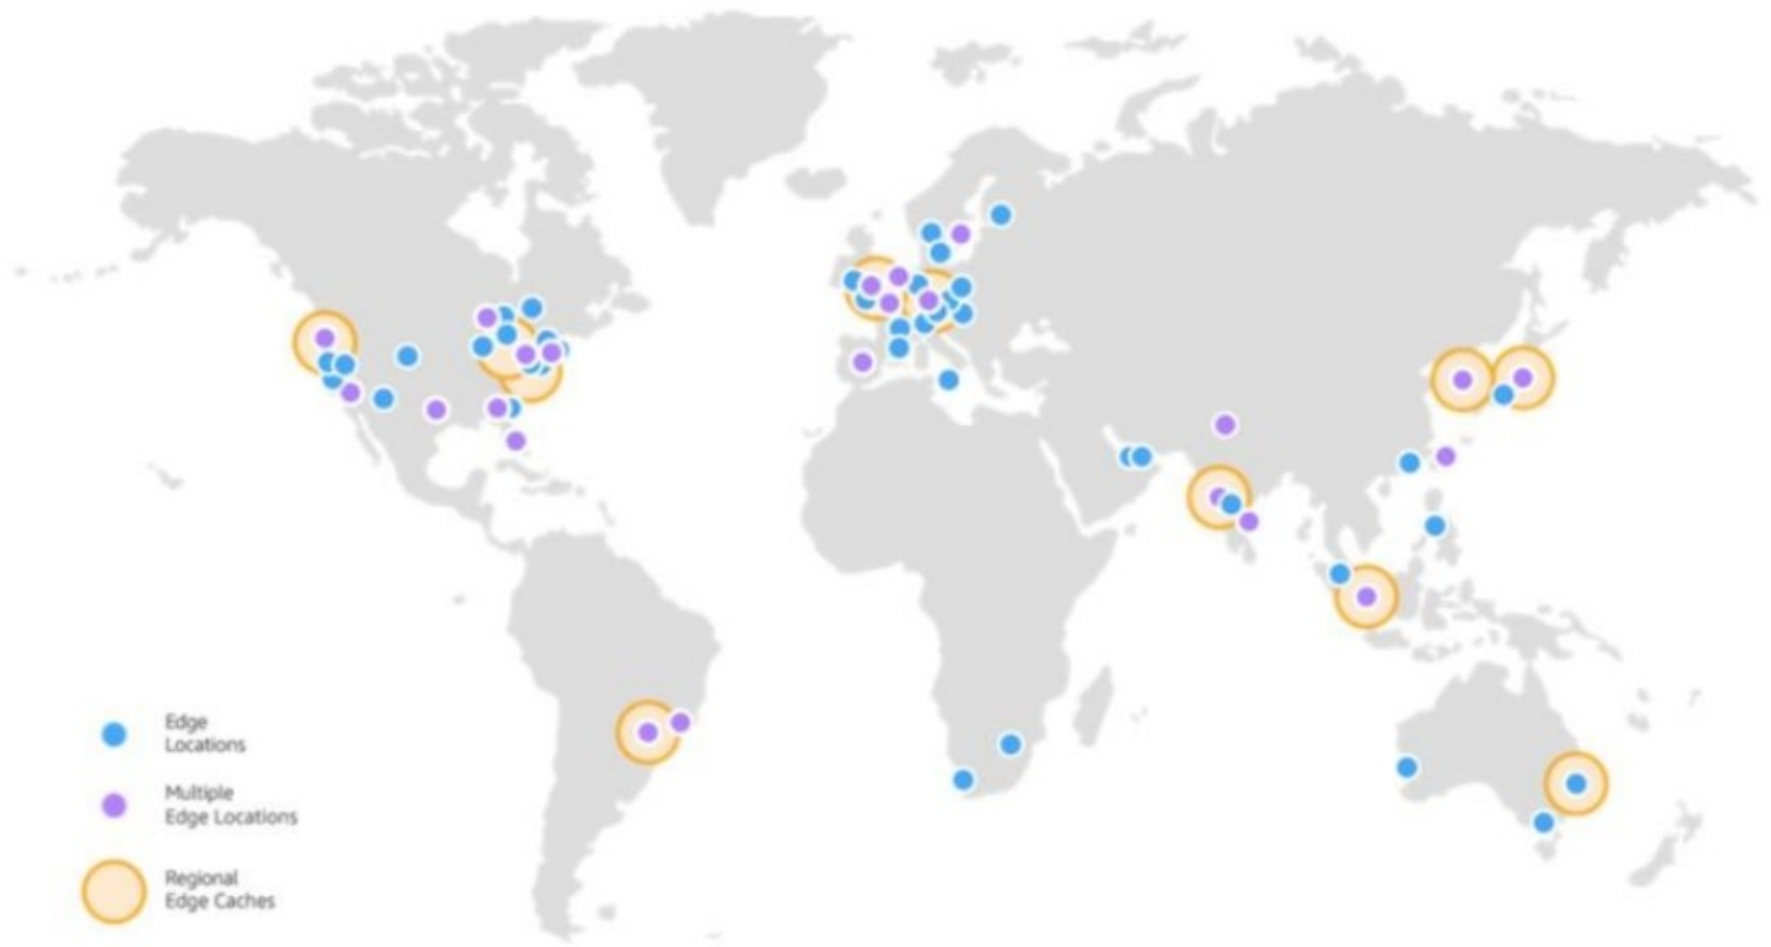 Edge
Locations
Multiple
Edge Locations
Regional
Edge Caches